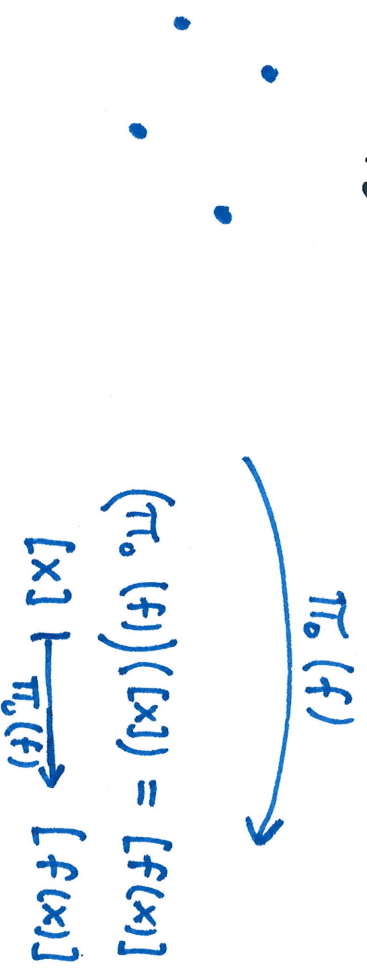 π₀ (f)
(π₀ (f))([x]) = [f(x)]
[x] ⟼ [f(x)]
π₀(f)